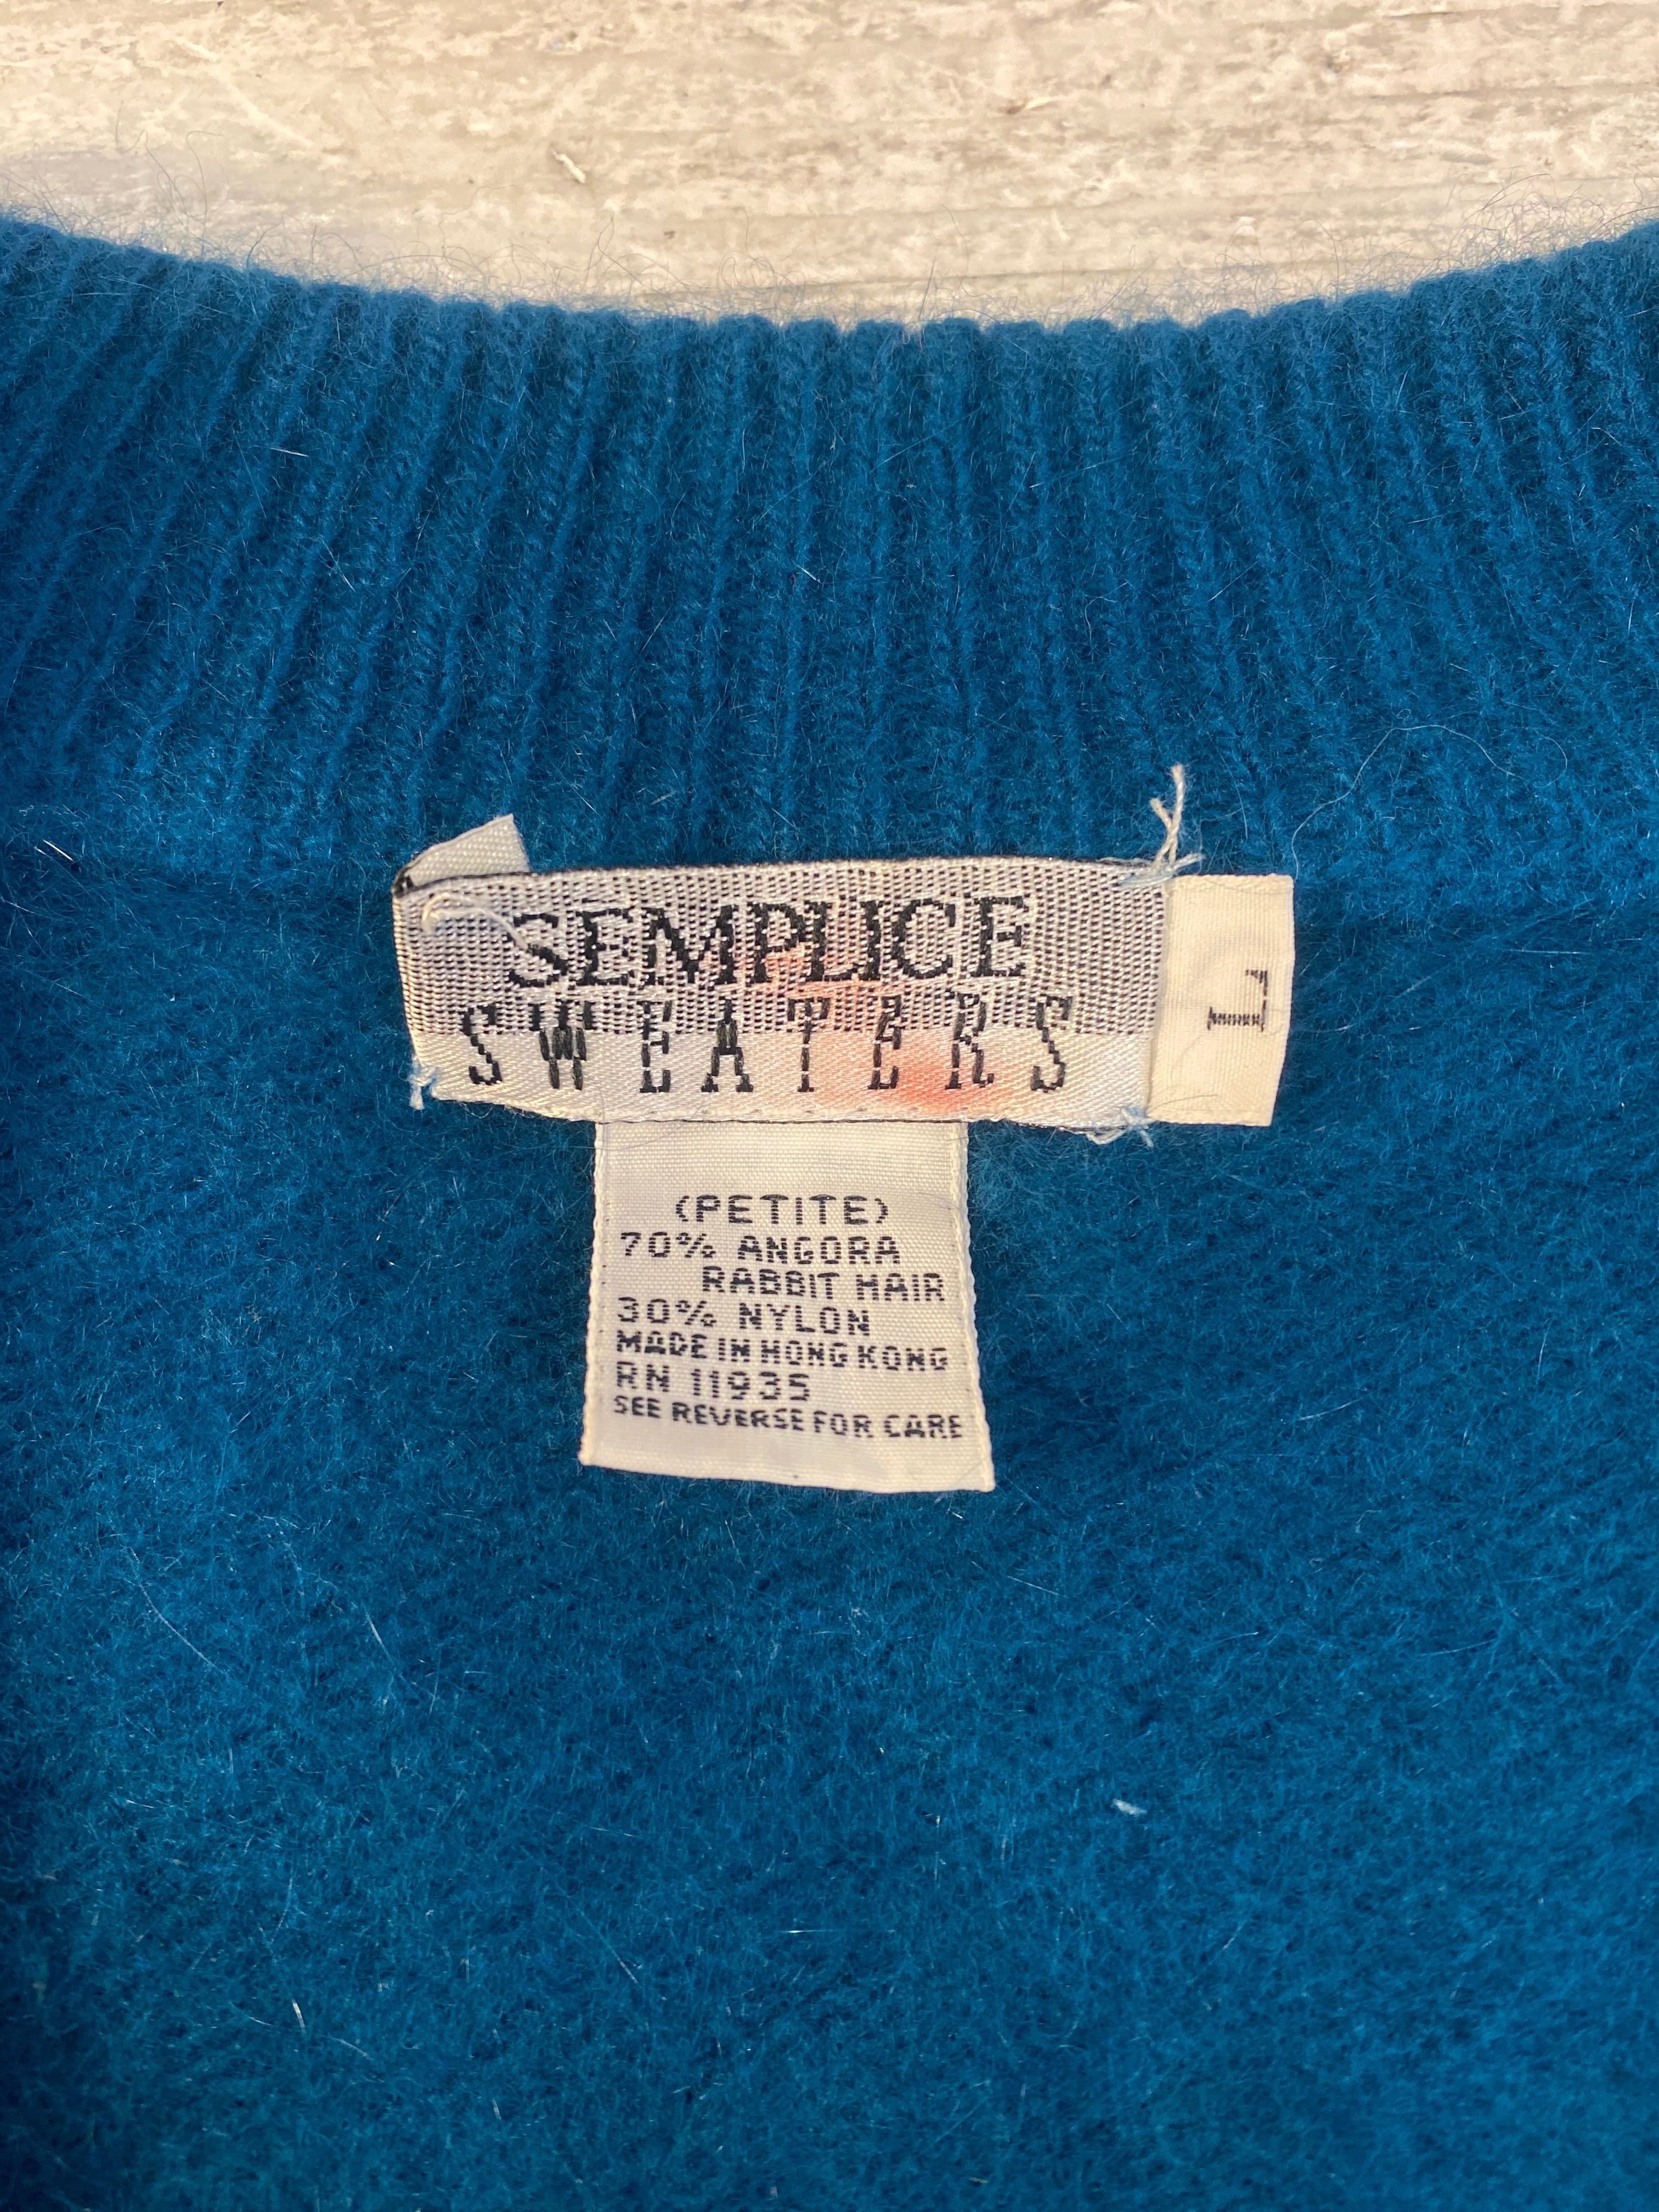 SEMPLICE
SWEATERS
L
(PETITE)
70% ANGORA
RABBIT HAIR
30% NYLON
MADE IN HONG KONG
RN 11935
SEE REVERSE FOR CARE